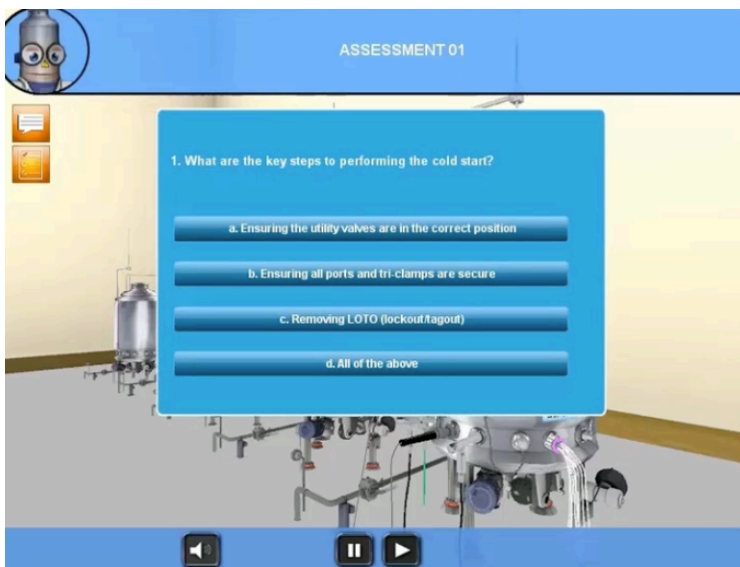 ASSESSMENT 01
1. What are the key steps to performing the cold start?
a. Ensuring the utility valves are in the correct position
b. Ensuring all ports and tri-clamps are secure
c. Removing LOTO (lockout/tagout)
d. All of the above